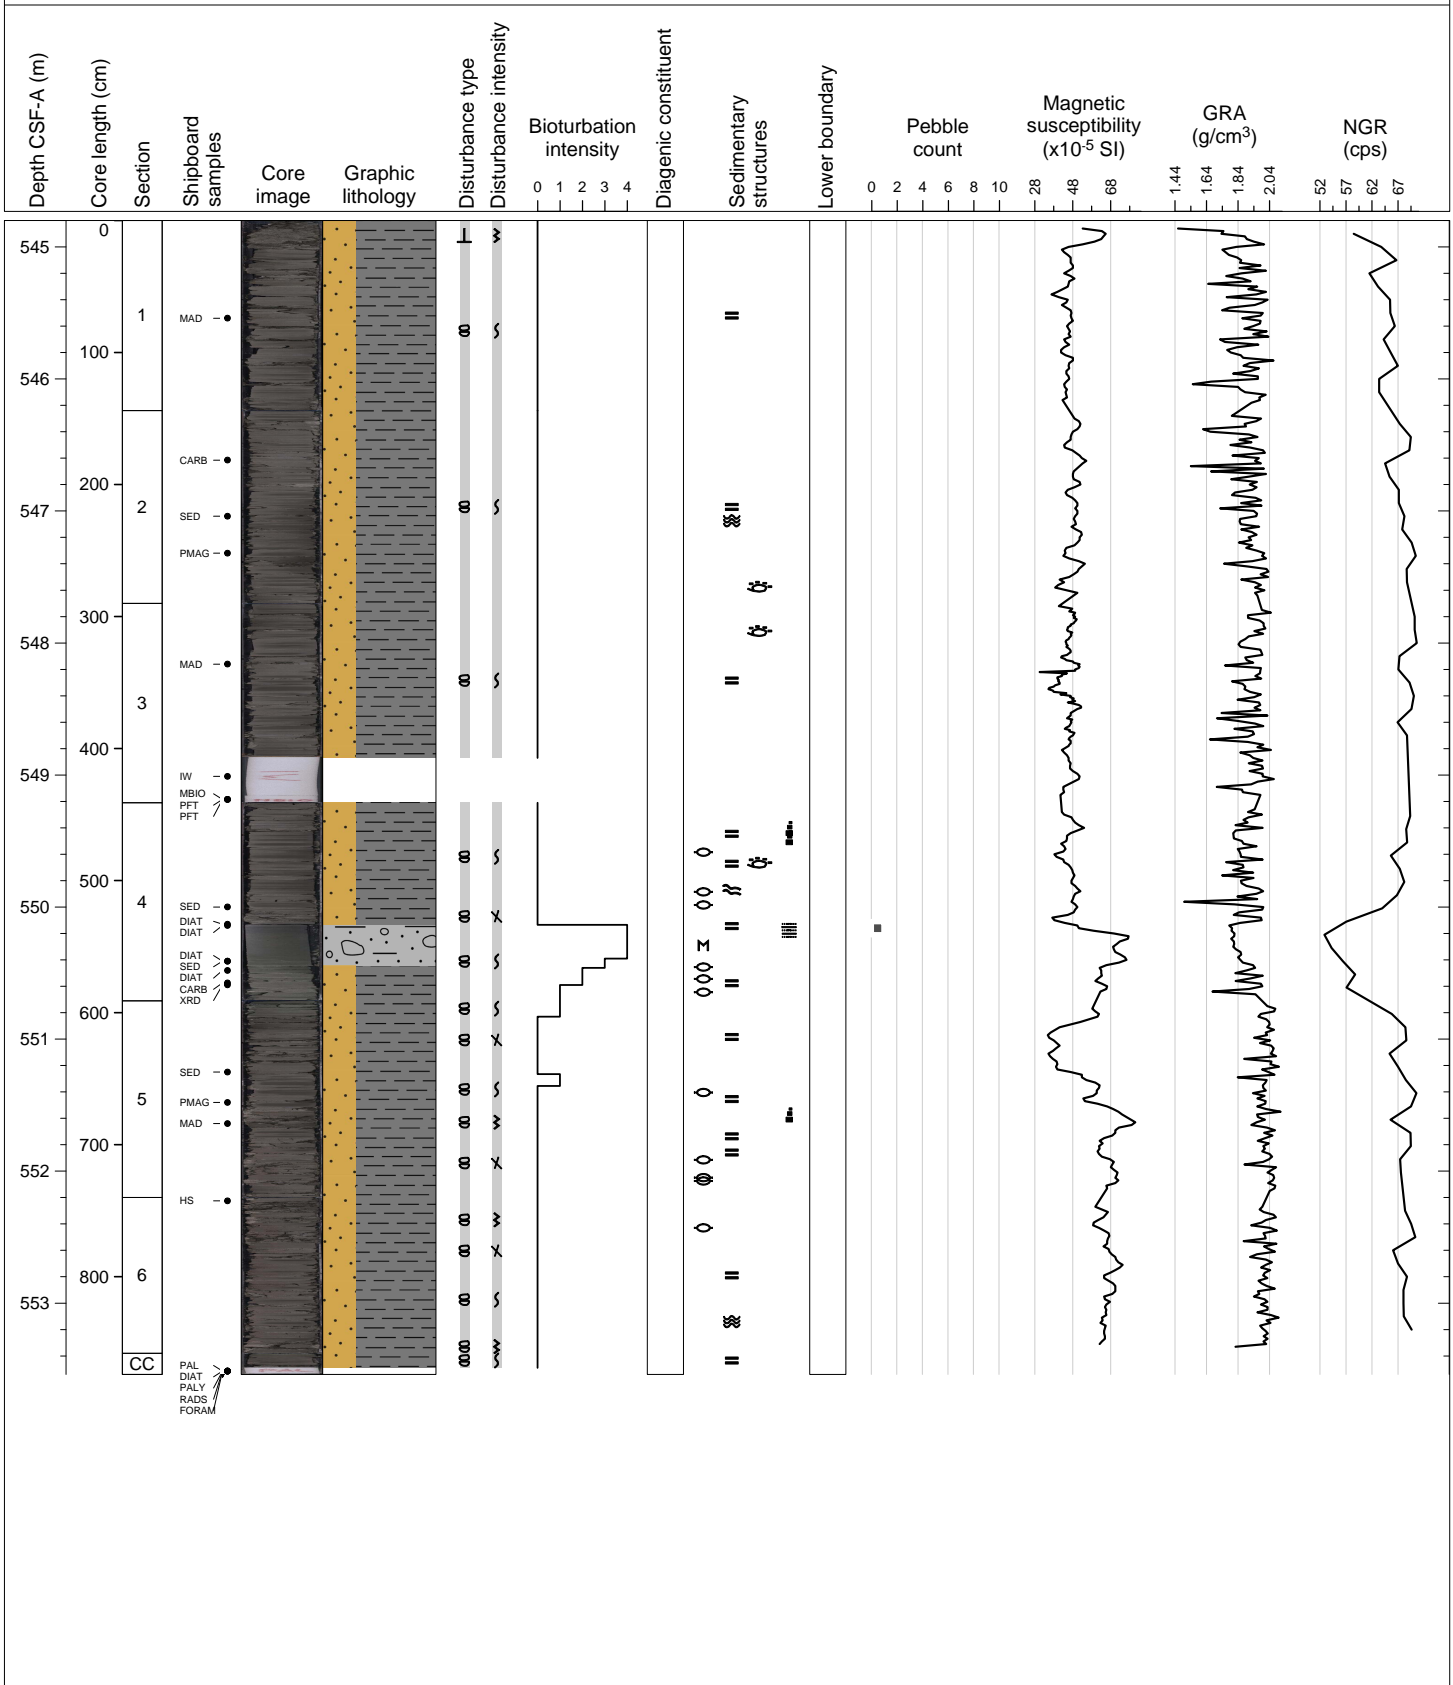 Depth CSF-A (m)
Core length (cm)
Section
Shipboard
samples
Core
image
Graphic
lithology
Disturbance type
Disturbance intensity
Bioturbation
intensity
0 1 2 3 4
Diagenic constituent
Sedimentary
structures
Lower boundary
Pebble
count
0 2 4 6 8 10
Magnetic
susceptibility
(x10-5 SI)
28 48 68
GRA
(g/cm3)
1.44 1.64 1.84 2.04
NGR
(cps)
52 57 62 67
0
545
1
MAD
100
546
CARB
200
2
547
SED
PMAG
300
548
MAD
3
400
549
IW
MBIO
PFT
PFT
500
4
550
SED
DIAT
DIAT
M
DIAT
SED
DIAT
CARB
XRD
600
551
SED
5
PMAG
MAD
700
552
HS
6
800
553
CC
PAL
DIAT
PALY
RADS
FORAM